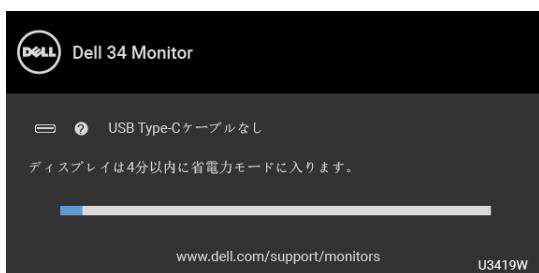 DELL Dell 34 Monitor
USB Type-Cケーブルなし
ディスプレイは4分以内に省電力モードに入ります。
www.dell.com/support/monitors
U3419W